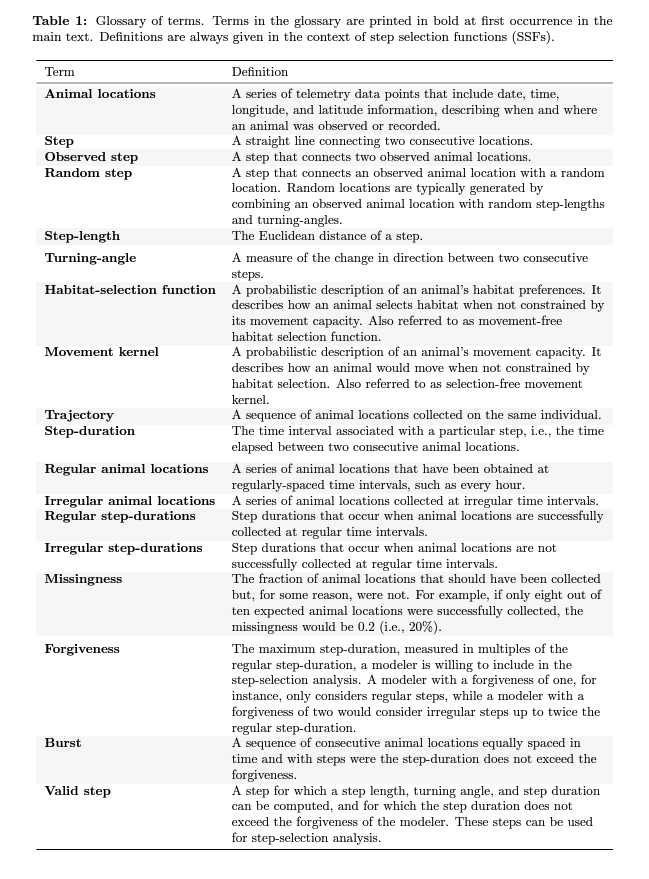 Table 1: Glossary of terms. Terms in the glossary are printed in bold at first occurrence in the
main text. Definitions are always given in the context of step selection functions (SSFs).
Term Definition
Animal locations A series of telemetry data points that include date, time,
longitude, and latitude information, describing when and where
an animal was observed or recorded.
Step A straight line connecting two consecutive locations.
Observed step A step that connects two observed animal locations.
Random step A step that connects an observed animal location with a random
location. Random locations are typically generated by
combining an observed animal location with random step-lengths
and turning-angles.
Step-length The Euclidean distance of a step.
Turning-angle A measure of the change in direction between two consecutive
steps.
Habitat-selection function A probabilistic description of an animal's habitat preferences. It
describes how an animal selects habitat when not constrained by
its movement capacity. Also referred to as movement-free
habitat selection function.
Movement kernel A probabilistic description of an animal's movement capacity. It
describes how an animal would move when not constrained by
habitat selection. Also referred to as selection-free movement
kernel.
Trajectory A sequence of animal locations collected on the same individual.
Step-duration The time interval associated with a particular step, i.e., the time
elapsed between two consecutive animal locations.
Regular animal locations A series of animal locations that have been obtained at
regularly-spaced time intervals, such as every hour.
Irregular animal locations A series of animal locations collected at irregular time intervals.
Regular step-durations Step durations that occur when animal locations are successfully
collected at regular time intervals.
Irregular step-durations Step durations that occur when animal locations are not
successfully collected at regular time intervals.
Missingness The fraction of animal locations that should have been collected
but, for some reason, were not. For example, if only eight out of
ten expected animal locations were successfully collected, the
missingness would be 0.2 (i.e., 20%).
Forgiveness The maximum step-duration, measured in multiples of the
regular step-duration, a modeler is willing to include in the
step-selection analysis. A modeler with a forgiveness of one, for
instance, only considers regular steps, while a modeler with a
forgiveness of two would consider irregular steps up to twice the
regular step-duration.
Burst A sequence of consecutive animal locations equally spaced in
time and with steps were the step-duration does not exceed the
forgiveness.
Valid step A step for which a step length, turning angle, and step duration
can be computed, and for which the step duration does not
exceed the forgiveness of the modeler. These steps can be used
for step-selection analysis.